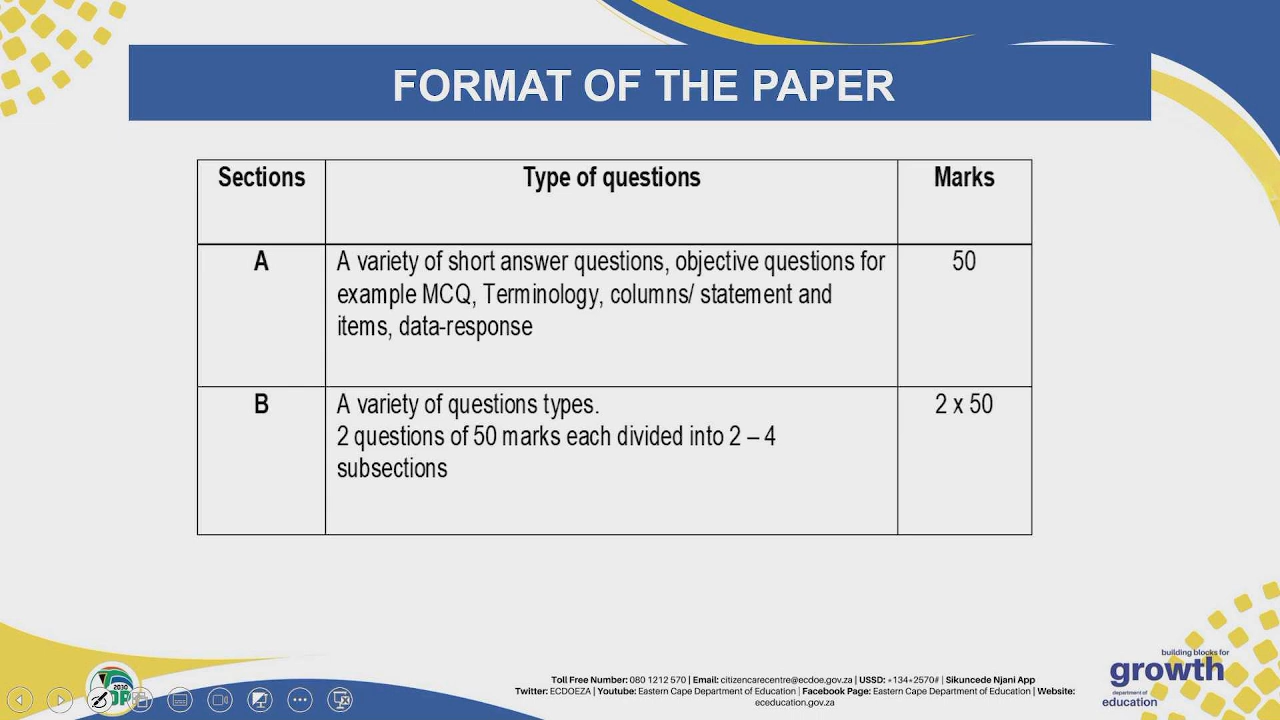 FORMAT OF THE PAPER
Sections Type of questions Marks
A A variety of short answer questions, objective questions for 50
example MCQ, Terminology, columns/ statement and
items, data-response
B A variety of questions types. 2 x 50
2 questions of 50 marks each divided into 2 – 4
subsections
building blocks for
growth
department of
education
2030
Toll Free Number: 080 1212 570 | Email: citizencarecentre@ecdoe.gov.za | USSD: *134*2570# | Sikuncede Njani App
Twitter: ECDOEZA | Youtube: Eastern Cape Department of Education | Facebook Page: Eastern Cape Department of Education | Website:
eceducation.gov.za